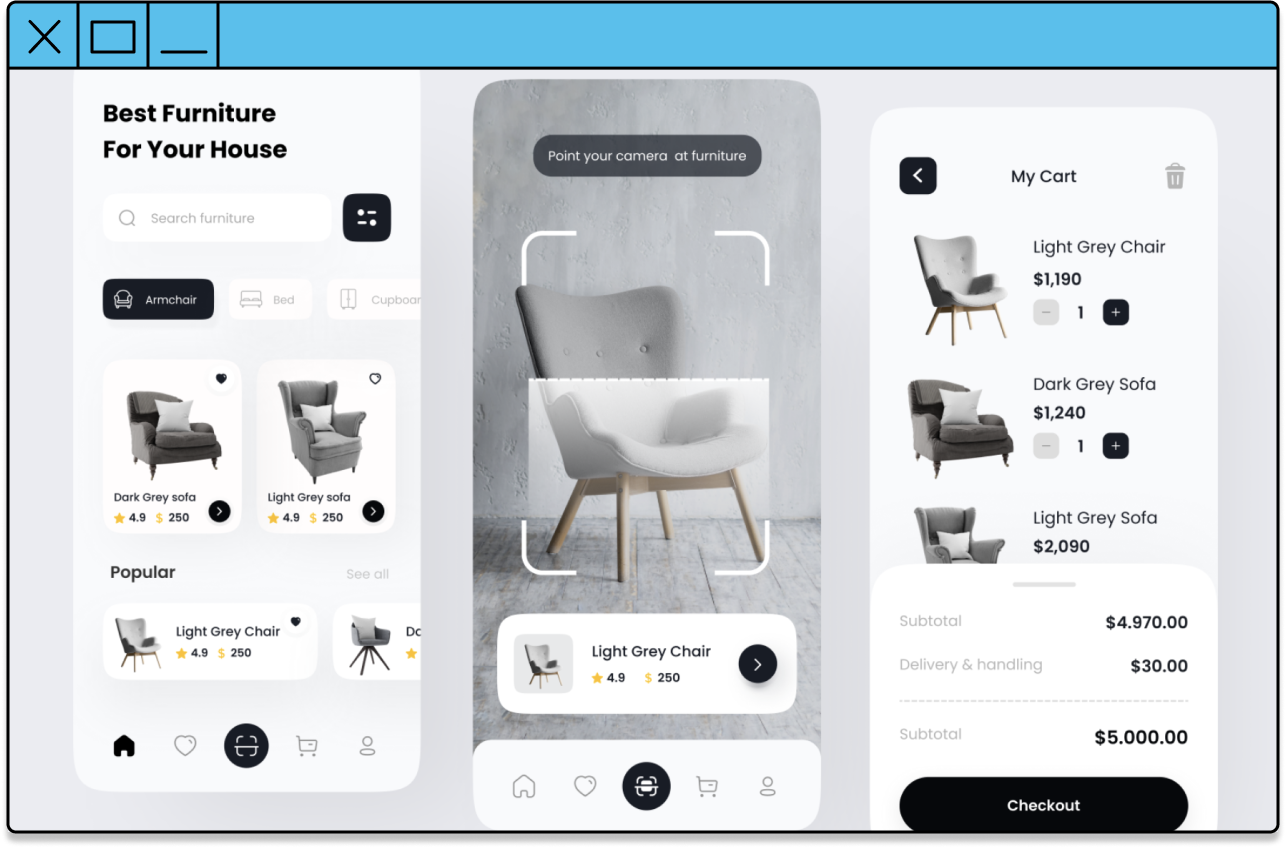 Best Furniture
For Your House
Search furniture
Armchair
Bed
Cupboar
Dark Grey sofa
4.9 $ 250
Light Grey sofa
4.9 $ 250
Popular
See all
Light Grey Chair
4.9 $ 250
Da
Point your camera at furniture
Light Grey Chair
4.9 $ 250
My Cart
Light Grey Chair
$1,190
− 1 +
Dark Grey Sofa
$1,240
− 1 +
Light Grey Sofa
$2,090
Subtotal $4.970.00
Delivery & handling $30.00
Subtotal $5.000.00
Checkout